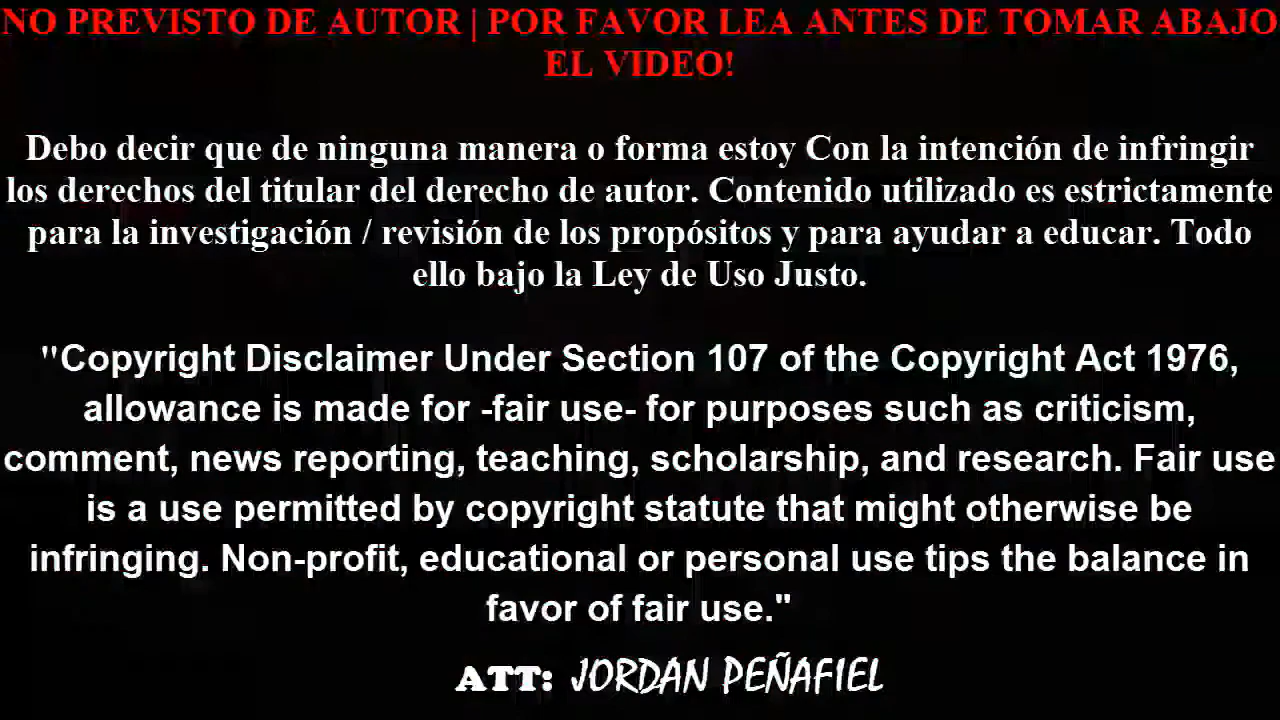 NO PREVISTO DE AUTOR | POR FAVOR LEA ANTES DE TOMAR ABAJO
EL VIDEO!
Debo decir que de ninguna manera o forma estoy Con la intención de infringir
los derechos del titular del derecho de autor. Contenido utilizado es estrictamente
para la investigación / revisión de los propósitos y para ayudar a educar. Todo
ello bajo la Ley de Uso Justo.
"Copyright Disclaimer Under Section 107 of the Copyright Act 1976,
allowance is made for -fair use- for purposes such as criticism,
comment, news reporting, teaching, scholarship, and research. Fair use
is a use permitted by copyright statute that might otherwise be
infringing. Non-profit, educational or personal use tips the balance in
favor of fair use."
ATT: JORDAN PEÑAFIEL